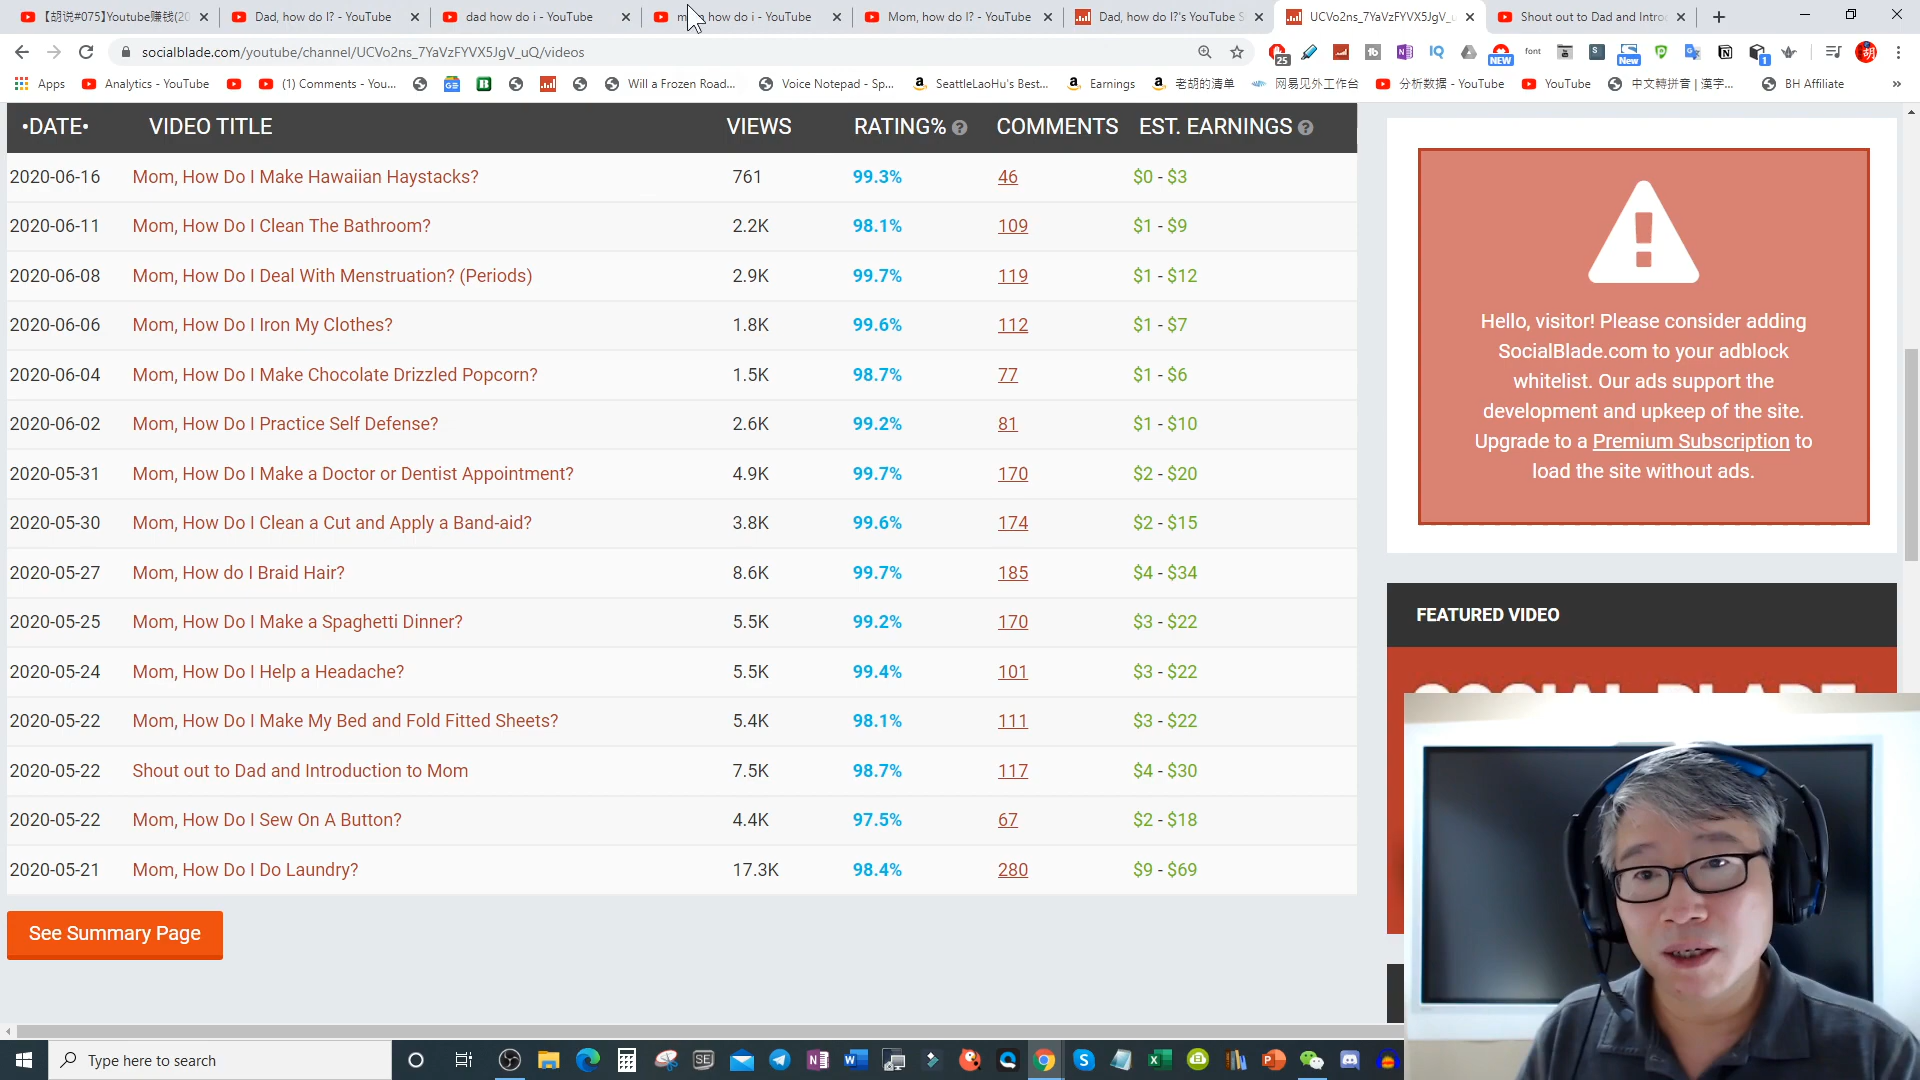 【胡说#075】Youtube赚钱(20
Dad, how do I? - YouTube
dad how do i - YouTube
how do i - YouTube
Mom, how do I? - YouTube
Dad, how do I?'s YouTube S
UCVo2ns_7YaVzFYVX5JgV_u
Shout out to Dad and Intro
socialblade.com/youtube/channel/UCVo2ns_7YaVzFYVX5JgV_uQ/videos
25
IQ
NEW
font
New
1
胡
Apps
Analytics - YouTube
(1) Comments - You...
Will a Frozen Road...
Voice Notepad - Sp...
SeattleLaoHu's Best...
Earnings
老胡的清单
网易见外工作台
分析数据 - YouTube
YouTube
中文轉拼音 | 漢字...
BH Affiliate
•DATE• VIDEO TITLE VIEWS RATING% COMMENTS EST. EARNINGS
2020-06-16 Mom, How Do I Make Hawaiian Haystacks? 761 99.3% 46 $0 - $3
2020-06-11 Mom, How Do I Clean The Bathroom? 2.2K 98.1% 109 $1 - $9
2020-06-08 Mom, How Do I Deal With Menstruation? (Periods) 2.9K 99.7% 119 $1 - $12
2020-06-06 Mom, How Do I Iron My Clothes? 1.8K 99.6% 112 $1 - $7
2020-06-04 Mom, How Do I Make Chocolate Drizzled Popcorn? 1.5K 98.7% 77 $1 - $6
2020-06-02 Mom, How Do I Practice Self Defense? 2.6K 99.2% 81 $1 - $10
2020-05-31 Mom, How Do I Make a Doctor or Dentist Appointment? 4.9K 99.7% 170 $2 - $20
2020-05-30 Mom, How Do I Clean a Cut and Apply a Band-aid? 3.8K 99.6% 174 $2 - $15
2020-05-27 Mom, How do I Braid Hair? 8.6K 99.7% 185 $4 - $34
2020-05-25 Mom, How Do I Make a Spaghetti Dinner? 5.5K 99.2% 170 $3 - $22
2020-05-24 Mom, How Do I Help a Headache? 5.5K 99.4% 101 $3 - $22
2020-05-22 Mom, How Do I Make My Bed and Fold Fitted Sheets? 5.4K 98.1% 111 $3 - $22
2020-05-22 Shout out to Dad and Introduction to Mom 7.5K 98.7% 117 $4 - $30
2020-05-22 Mom, How Do I Sew On A Button? 4.4K 97.5% 67 $2 - $18
2020-05-21 Mom, How Do I Do Laundry? 17.3K 98.4% 280 $9 - $69
See Summary Page
Hello, visitor! Please consider adding
SocialBlade.com to your adblock
whitelist. Our ads support the
development and upkeep of the site.
Upgrade to a Premium Subscription to
load the site without ads.
FEATURED VIDEO
SOCIAL BLADE
Type here to search